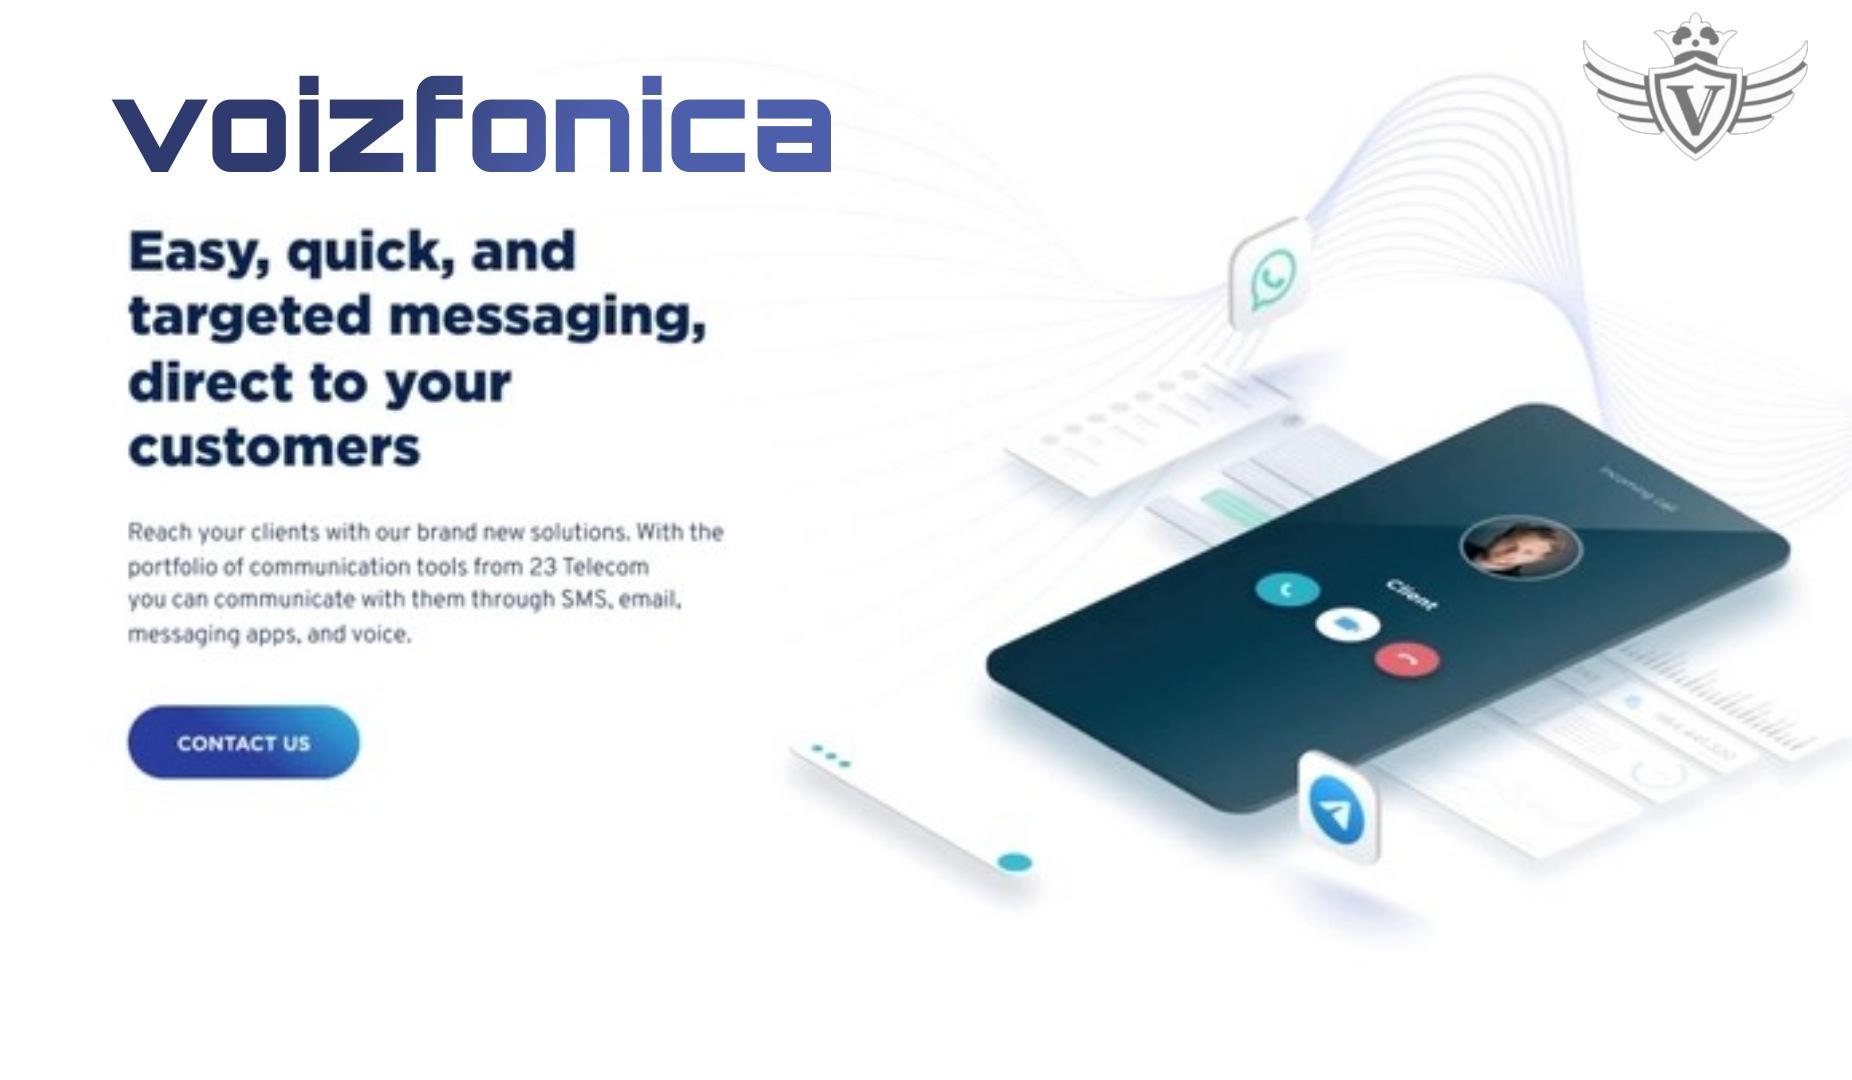 voizfonica
V
Easy, quick, and
targeted messaging,
direct to your
customers
Reach your clients with our brand new solutions. With the
portfolio of communication tools from 23 Telecom
you can communicate with them through SMS, email,
messaging apps, and voice.
CONTACT US
Incoming call
Client